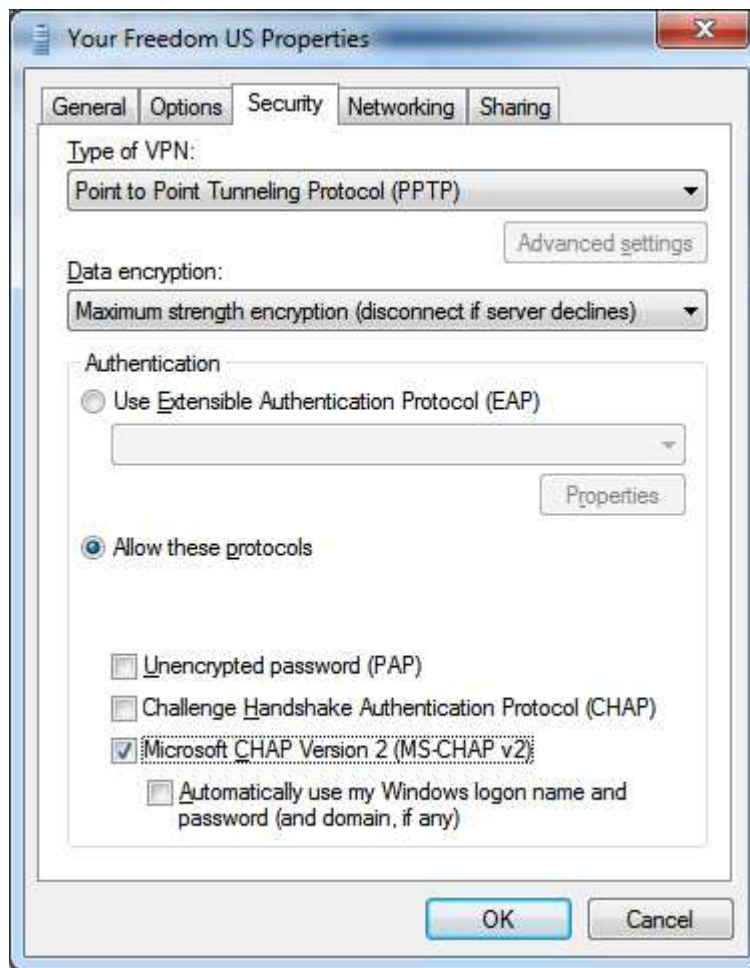 Your Freedom US Properties
General Options Security Networking Sharing
Type of VPN:
Point to Point Tunneling Protocol (PPTP)
Advanced settings
Data encryption:
Maximum strength encryption (disconnect if server declines)
Authentication
Use Extensible Authentication Protocol (EAP)
Properties
Allow these protocols
Unencrypted password (PAP)
Challenge Handshake Authentication Protocol (CHAP)
Microsoft CHAP Version 2 (MS-CHAP v2)
Automatically use my Windows logon name and
password (and domain, if any)
OK Cancel